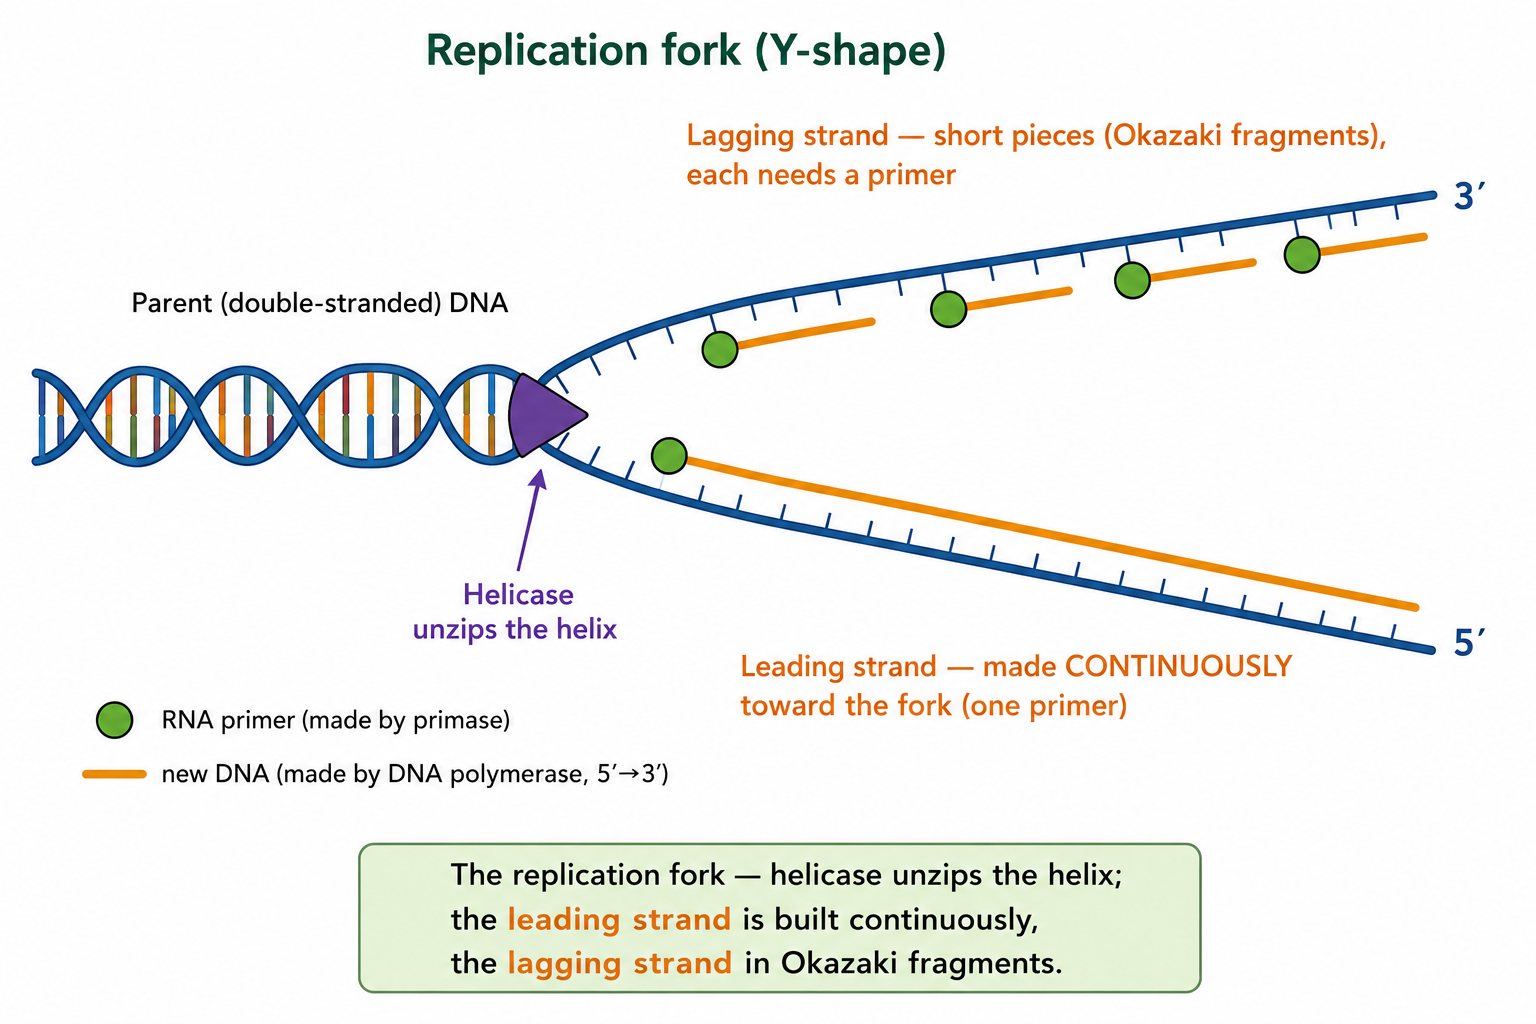 Replication fork (Y-shape)
Lagging strand — short pieces (Okazaki fragments),
each needs a primer
3′
Parent (double-stranded) DNA
Helicase
unzips the helix
5′
Leading strand — made CONTINUOUSLY
toward the fork (one primer)
RNA primer (made by primase)
new DNA (made by DNA polymerase, 5′→3′)
The replication fork — helicase unzips the helix;
the leading strand is built continuously,
the lagging strand in Okazaki fragments.